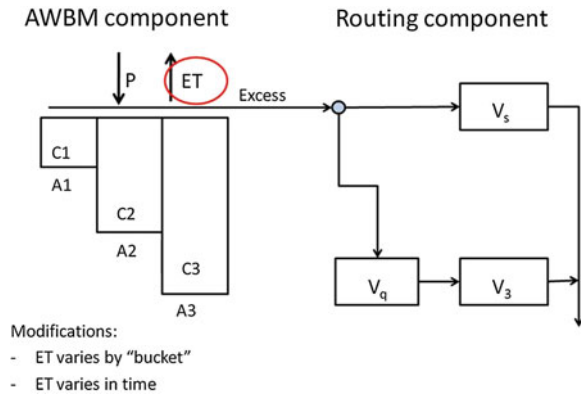 AWBM component
Routing component
P
ET
Excess
Vs
C1
A1
C2
A2
C3
A3
Vq
V3
Modifications:
- ET varies by “bucket”
- ET varies in time